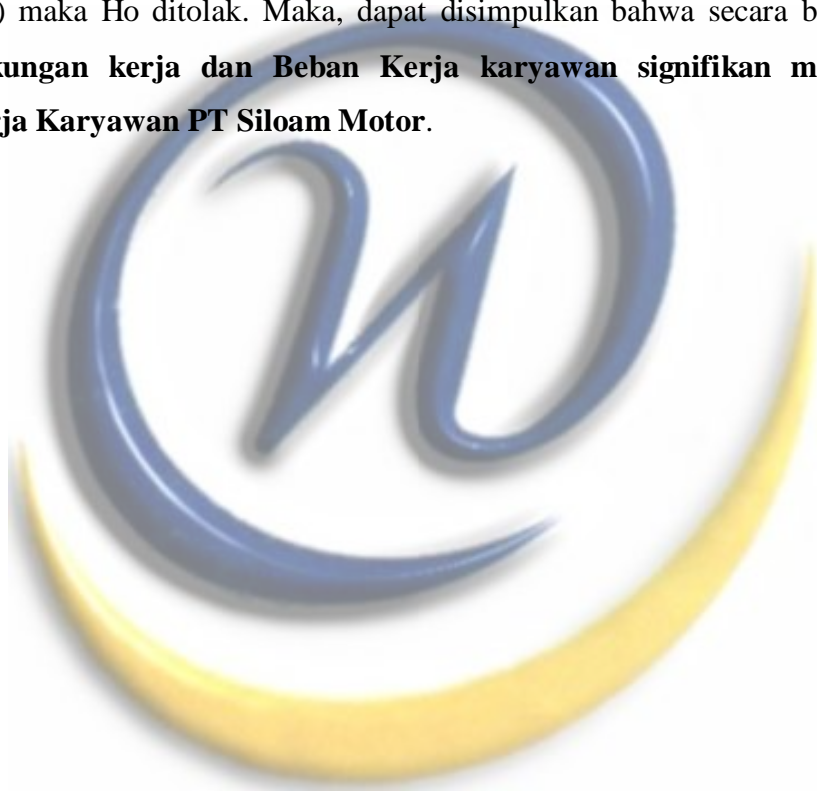 ) maka Ho ditolak. Maka, dapat disimpulkan bahwa secara b
kungan kerja dan Beban Kerja karyawan signifikan m
rja Karyawan PT Siloam Motor.